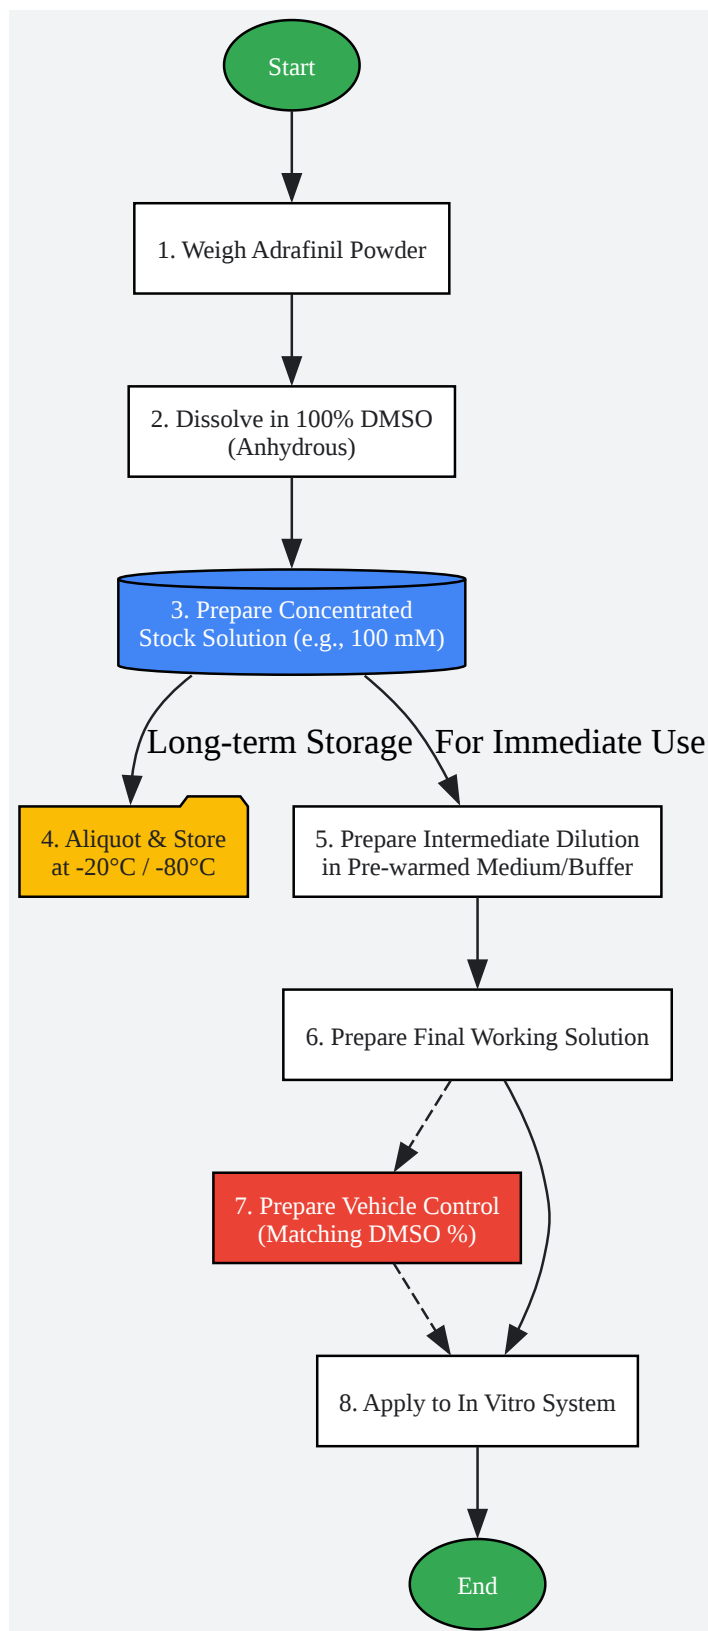 Start
1. Weigh Adrafinil Powder
2. Dissolve in 100% DMSO
(Anhydrous)
3. Prepare Concentrated
Stock Solution (e.g., 100 mM)
Long-term Storage
For Immediate Use
4. Aliquot & Store
at -20°C / -80°C
5. Prepare Intermediate Dilution
in Pre-warmed Medium/Buffer
6. Prepare Final Working Solution
7. Prepare Vehicle Control
(Matching DMSO %)
8. Apply to In Vitro System
End